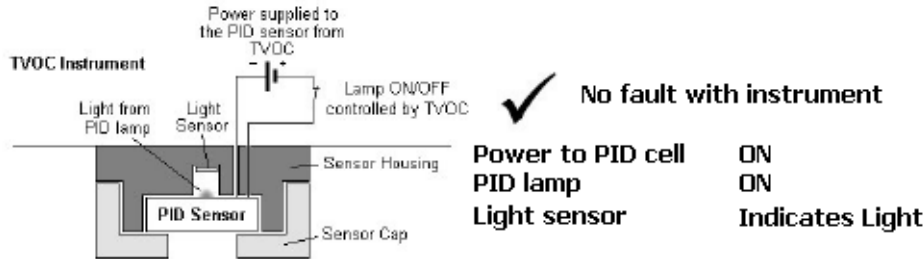 Power supplied to
the PID sensor from
TVOC
− +
TVOC Instrument
Lamp ON/OFF
controlled by TVOC
Light from
PID lamp
Light
Sensor
Sensor Housing
PID Sensor
Sensor Cap
No fault with instrument
Power to PID cell ON
PID lamp ON
Light sensor Indicates Light